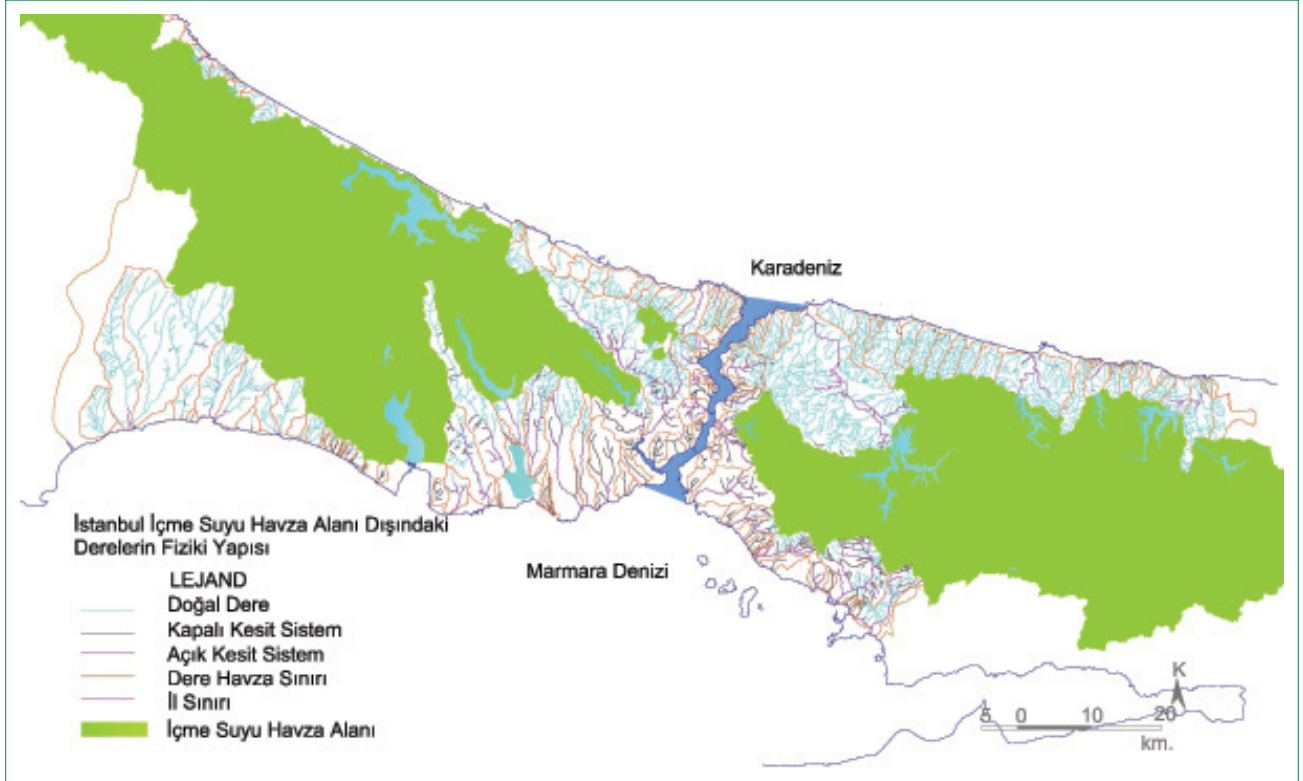 Karadeniz
İstanbul İçme Suyu Havza Alanı Dışındaki
Derelerin Fiziki Yapısı
Marmara Denizi
LEJAND
Doğal Dere
Kapalı Kesit Sistem
Açık Kesit Sistem
Dere Havza Sınırı
İl Sınırı
İçme Suyu Havza Alanı
K
5 0 10 20
km.